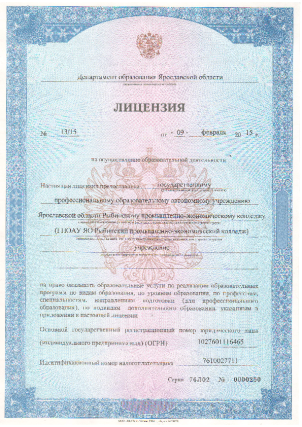 Департамент образования Ярославской области
ЛИЦЕНЗИЯ
№ 13/15 от « 09 » февраля 20 15 г.
на осуществление образовательной деятельности
Настоящая лицензия предоставлена государственному
профессиональному образовательному автономному учреждению
Ярославской области Рыбинскому промышленно-экономическому колледжу
(ГПОАУ ЯО Рыбинский промышленно-экономический колледж)
учреждение
на право оказывать образовательные услуги по реализации образовательных
программ по видам образования, по уровням образования, по профессиям,
специальностям, направлениям подготовки (для профессионального
образования), по подвидам дополнительного образования, указанным в
приложении к настоящей лицензии
Основной государственный регистрационный номер юридического лица
(индивидуального предпринимателя) (ОГРН) 1027601116465
Идентификационный номер налогоплательщика 7610027711
Серия 76Л02 №